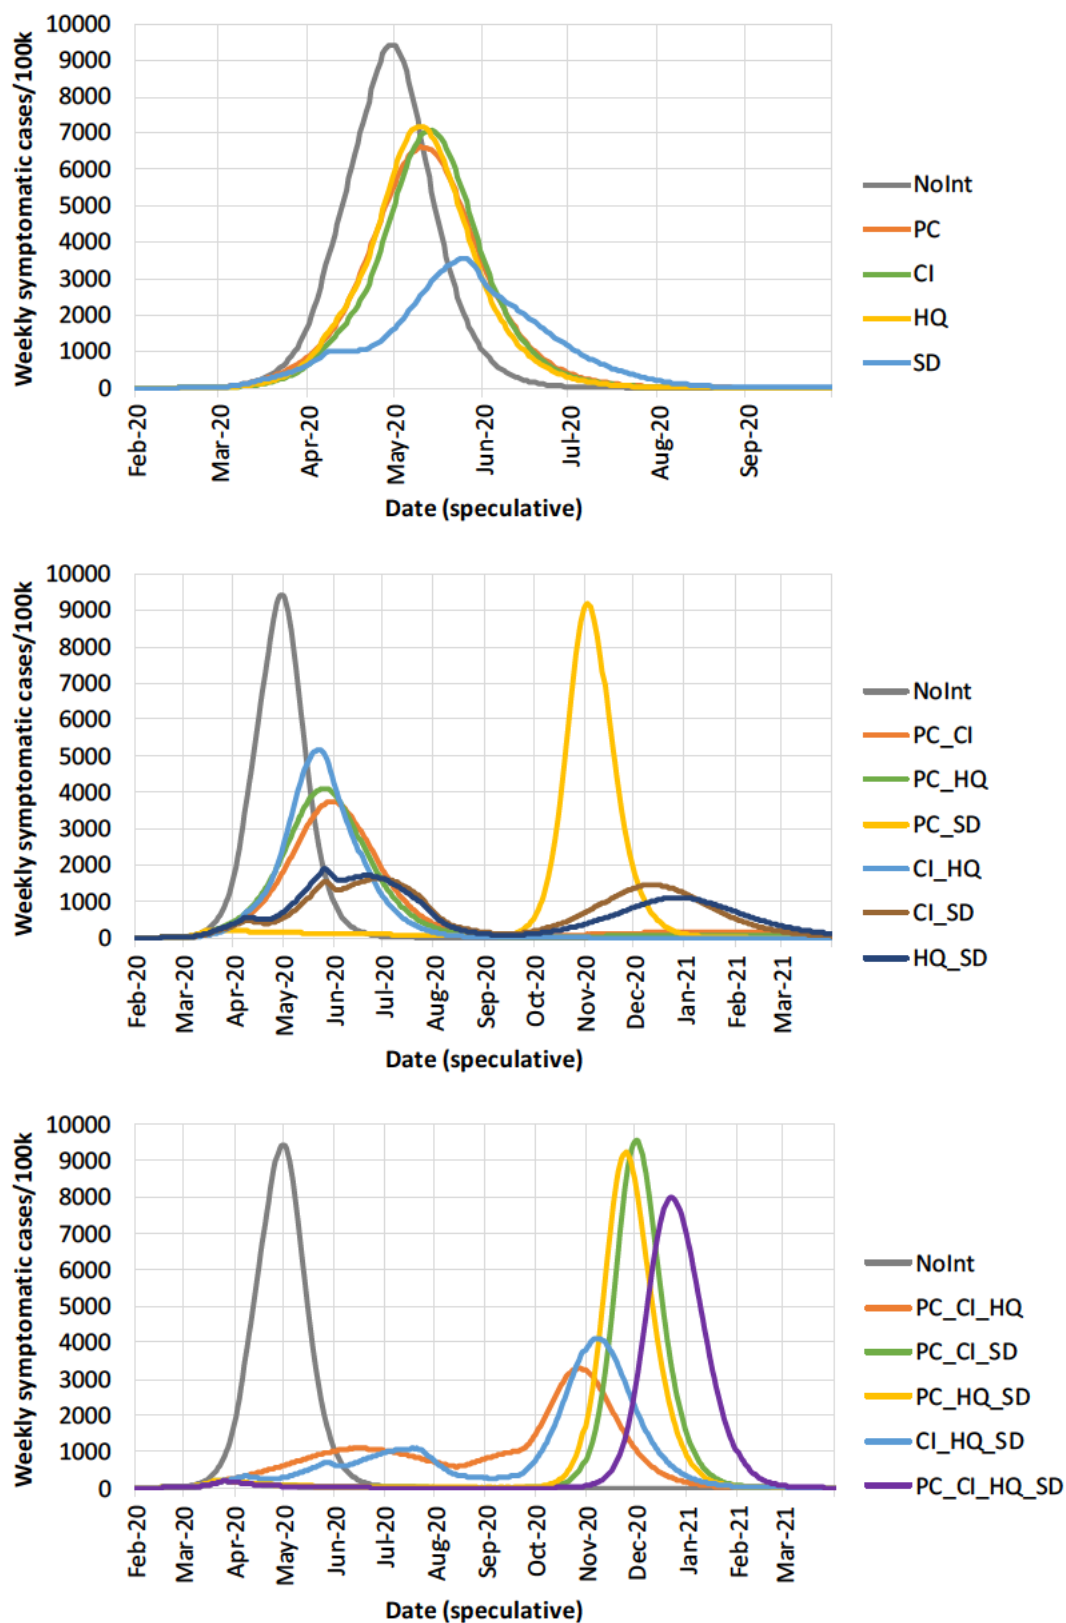 Weekly symptomatic cases/100k
10000
9000
8000
7000
6000
5000
4000
3000
2000
1000
0
Feb-20
Mar-20
Apr-20
May-20
Jun-20
Jul-20
Aug-20
Sep-20
Date (speculative)
NoInt
PC
CI
HQ
SD
Weekly symptomatic cases/100k
10000
9000
8000
7000
6000
5000
4000
3000
2000
1000
0
Feb-20
Mar-20
Apr-20
May-20
Jun-20
Jul-20
Aug-20
Sep-20
Oct-20
Nov-20
Dec-20
Jan-21
Feb-21
Mar-21
Date (speculative)
NoInt
PC_CI
PC_HQ
PC_SD
CI_HQ
CI_SD
HQ_SD
Weekly symptomatic cases/100k
10000
9000
8000
7000
6000
5000
4000
3000
2000
1000
0
Feb-20
Mar-20
Apr-20
May-20
Jun-20
Jul-20
Aug-20
Sep-20
Oct-20
Nov-20
Dec-20
Jan-21
Feb-21
Mar-21
Date (speculative)
NoInt
PC_CI_HQ
PC_CI_SD
PC_HQ_SD
CI_HQ_SD
PC_CI_HQ_SD